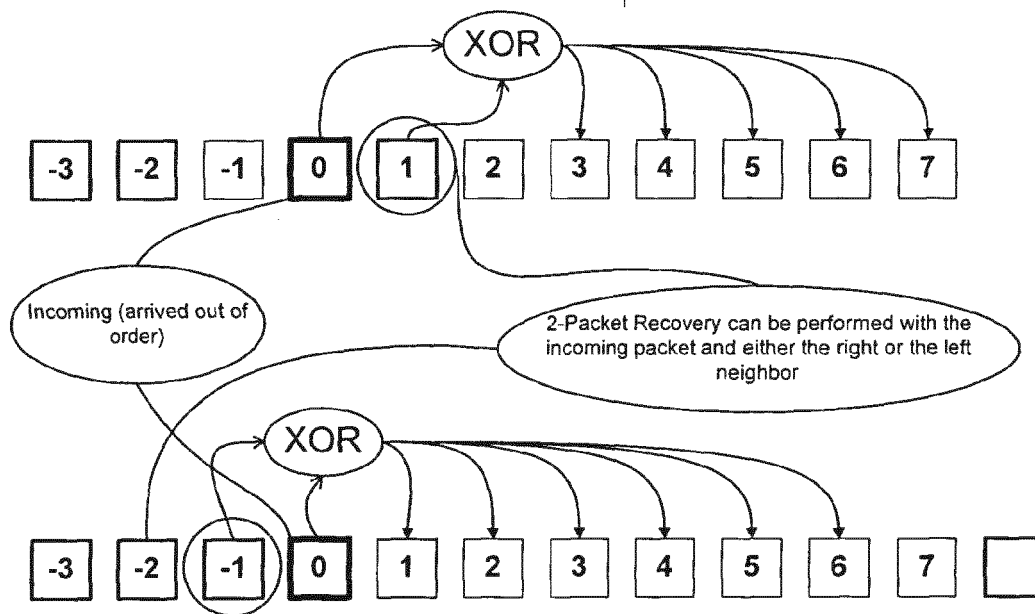 XOR
-3 -2 -1 0 1 2 3 4 5 6 7
Incoming (arrived out of
order)
2-Packet Recovery can be performed with the
incoming packet and either the right or the left
neighbor
XOR
-3 -2 -1 0 1 2 3 4 5 6 7